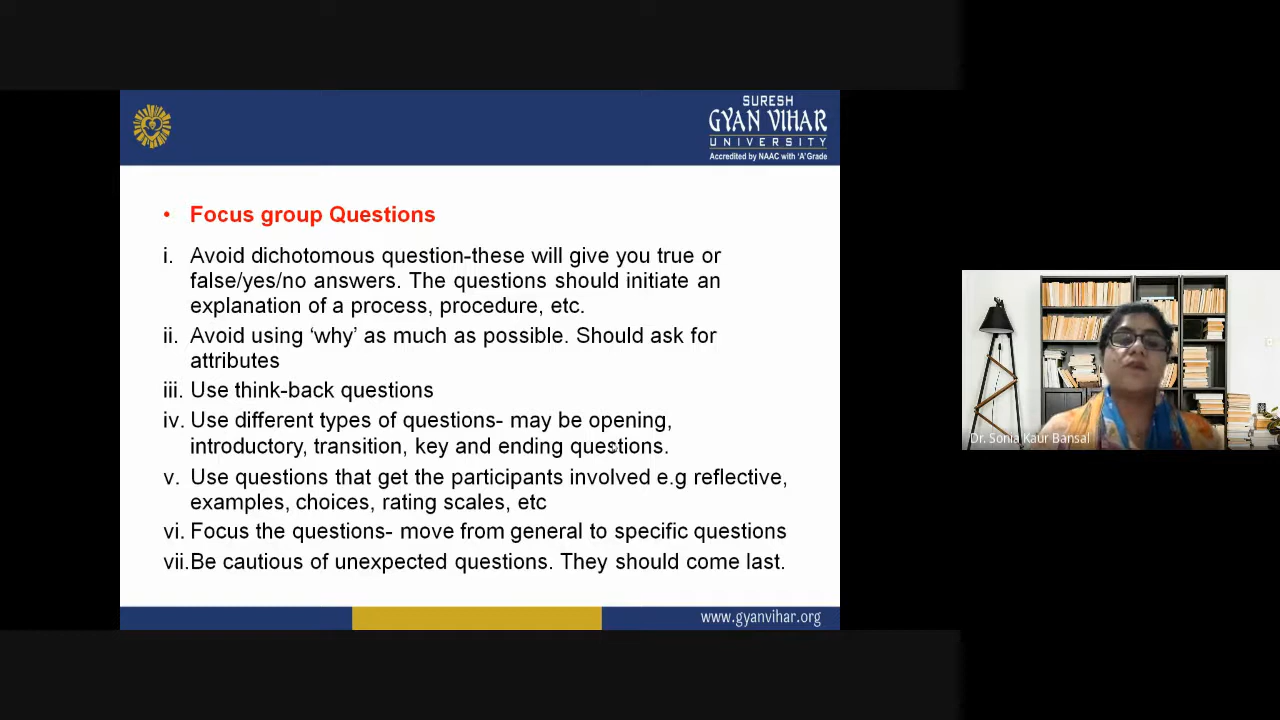 SURESH
GYAN VIHAR
UNIVERSITY
Accredited by NAAC with 'A' Grade
• Focus group Questions
i. Avoid dichotomous question-these will give you true or
false/yes/no answers. The questions should initiate an
explanation of a process, procedure, etc.
ii. Avoid using ‘why’ as much as possible. Should ask for
attributes
iii. Use think-back questions
iv. Use different types of questions- may be opening,
introductory, transition, key and ending questions.
v. Use questions that get the participants involved e.g reflective,
examples, choices, rating scales, etc
vi. Focus the questions- move from general to specific questions
vii.Be cautious of unexpected questions. They should come last.
www.gyanvihar.org
Dr. Sonia Kaur Bansal